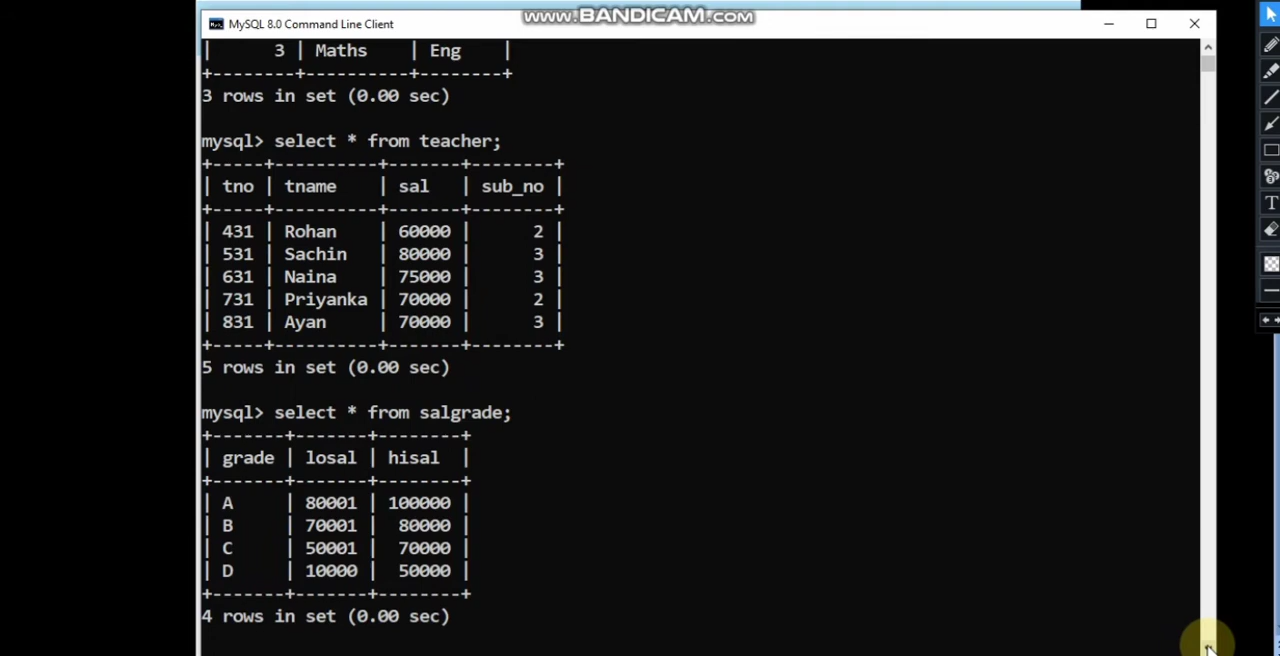 www.BANDICAM.com
MySQL 8.0 Command Line Client
|       3 | Maths    | Eng    |
+--------+----------+--------+
3 rows in set (0.00 sec)
mysql> select * from teacher;
+-----+----------+-------+--------+
| tno | tname    | sal   | sub_no |
+-----+----------+-------+--------+
| 431 | Rohan    | 60000 |      2 |
| 531 | Sachin   | 80000 |      3 |
| 631 | Naina    | 75000 |      3 |
| 731 | Priyanka | 70000 |      2 |
| 831 | Ayan     | 70000 |      3 |
+-----+----------+-------+--------+
5 rows in set (0.00 sec)
mysql> select * from salgrade;
+-------+-------+--------+
| grade | losal | hisal  |
+-------+-------+--------+
| A     | 80001 | 100000 |
| B     | 70001 |  80000 |
| C     | 50001 |  70000 |
| D     | 10000 |  50000 |
+-------+-------+--------+
4 rows in set (0.00 sec)